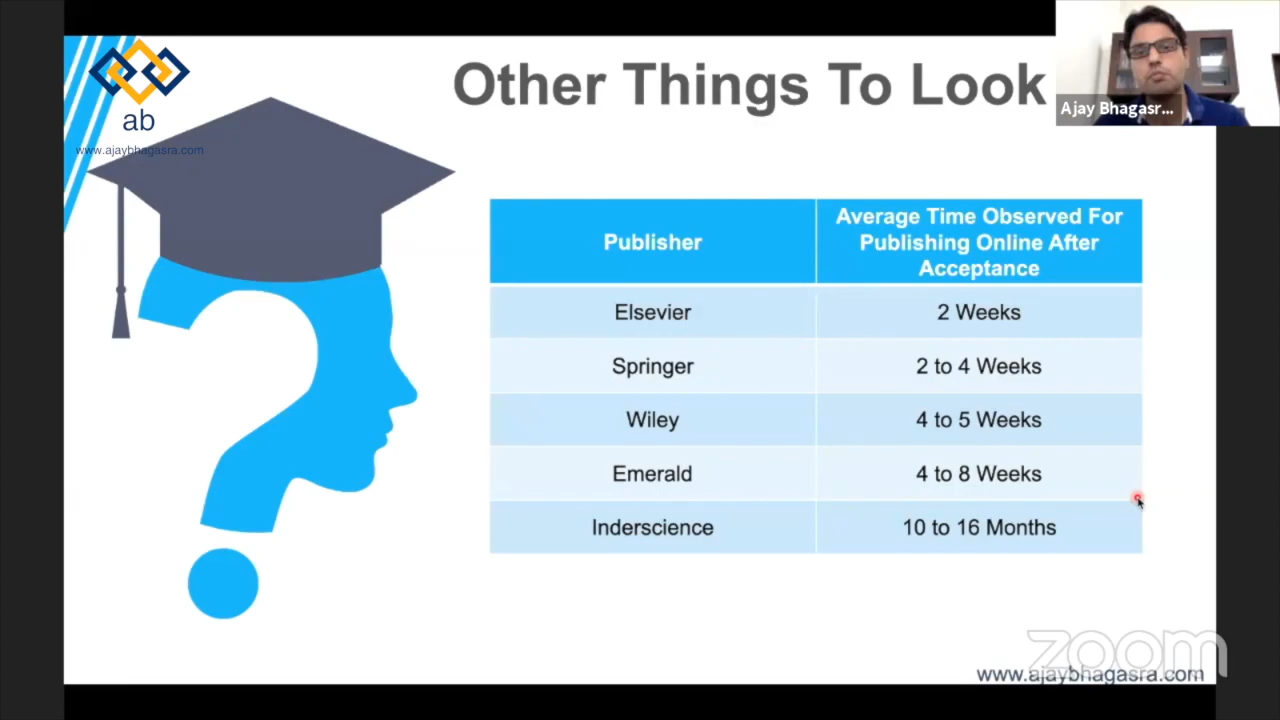 ab
www.ajaybhagasra.com
Other Things To Look
Ajay Bhagasr...
Publisher
Average Time Observed For
Publishing Online After
Acceptance
Elsevier
2 Weeks
Springer
2 to 4 Weeks
Wiley
4 to 5 Weeks
Emerald
4 to 8 Weeks
Inderscience
10 to 16 Months
zoom
www.ajaybhagasra.com